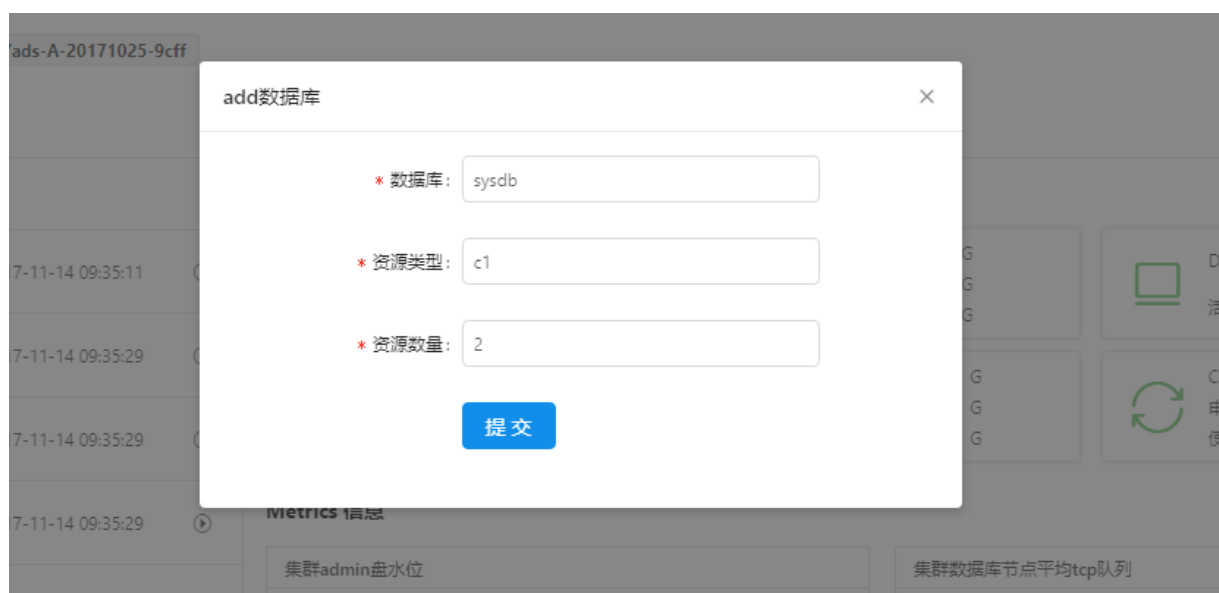 ads-A-20171025-9cff
add数据库
* 数据库:
sysdb
* 资源类型:
c1
* 资源数量:
2
提 交
7-11-14 09:35:11
7-11-14 09:35:29
7-11-14 09:35:29
7-11-14 09:35:29
G
G
G
D
活
G
G
G
C
申
使
Metrics 信息
集群admin盘水位
集群数据库节点平均tcp队列